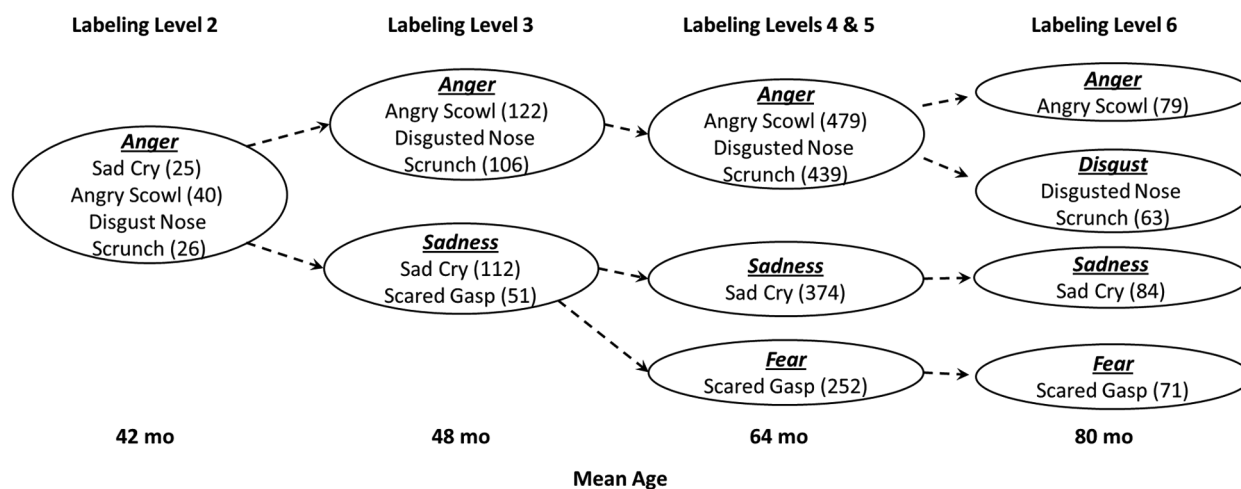 Labeling Level 2
Labeling Level 3
Labeling Levels 4 & 5
Labeling Level 6
Anger
Sad Cry (25)
Angry Scowl (40)
Disgust Nose
Scrunch (26)
Anger
Angry Scowl (122)
Disgusted Nose
Scrunch (106)
Sadness
Sad Cry (112)
Scared Gasp (51)
Anger
Angry Scowl (479)
Disgusted Nose
Scrunch (439)
Sadness
Sad Cry (374)
Fear
Scared Gasp (252)
Anger
Angry Scowl (79)
Disgust
Disgusted Nose
Scrunch (63)
Sadness
Sad Cry (84)
Fear
Scared Gasp (71)
42 mo
48 mo
64 mo
80 mo
Mean Age